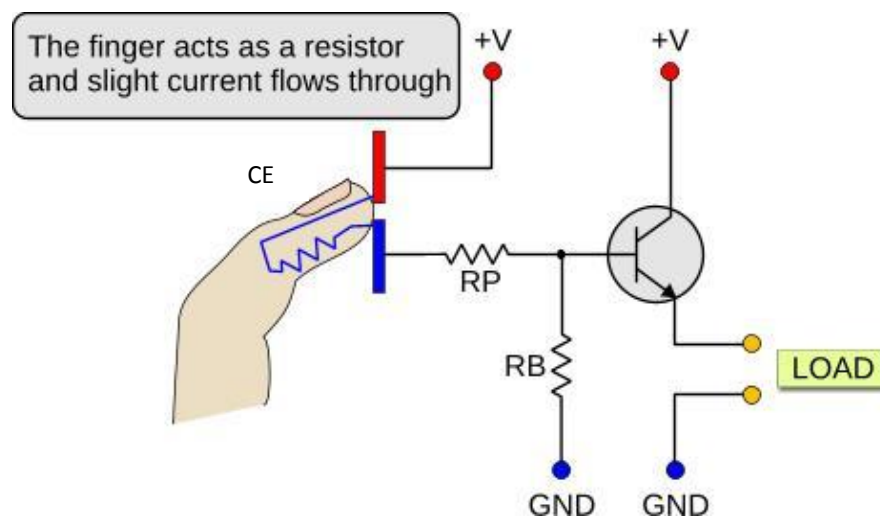 The finger acts as a resistor
and slight current flows through
+V
+V
CE
RP
RB
LOAD
GND
GND